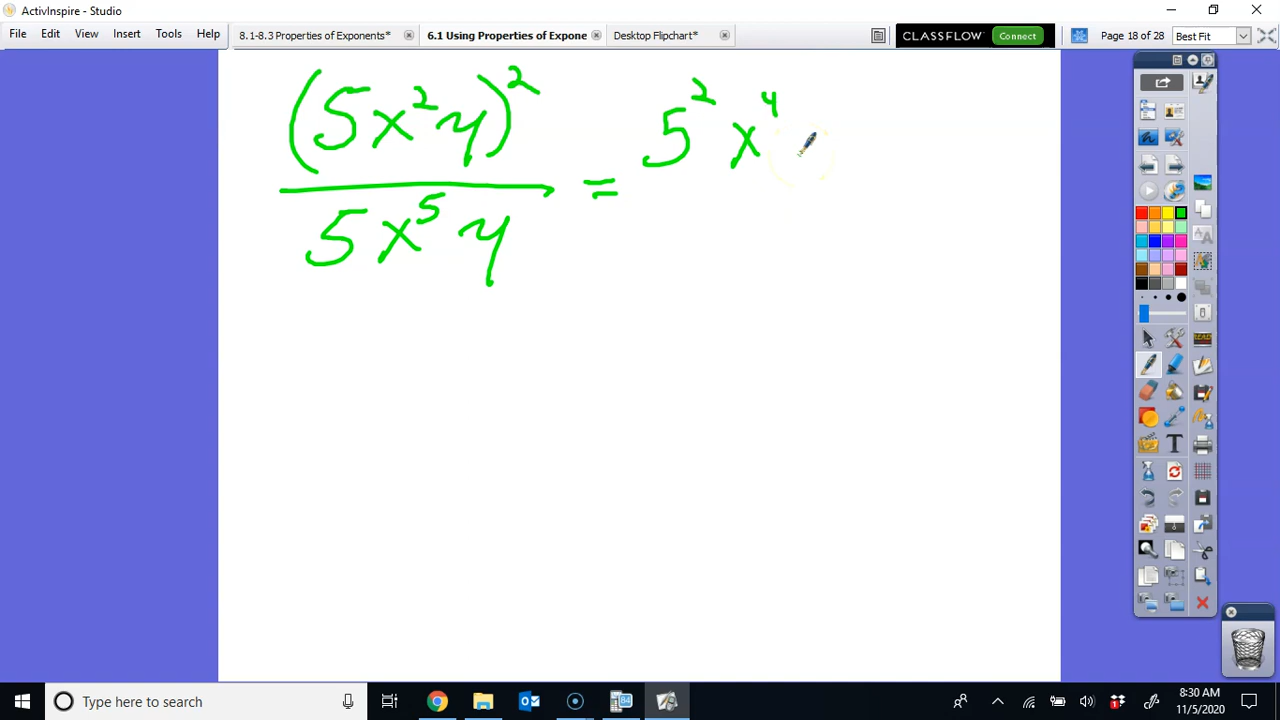 ActivInspire - Studio
File Edit View Insert Tools Help 8.1-8.3 Properties of Exponents* 6.1 Using Properties of Expone Desktop Flipchart* CLASSFLOW Connect Page 18 of 28 Best Fit
(5x²y)² / 5x⁵y = 5² x⁴
Type here to search
8:30 AM
11/5/2020